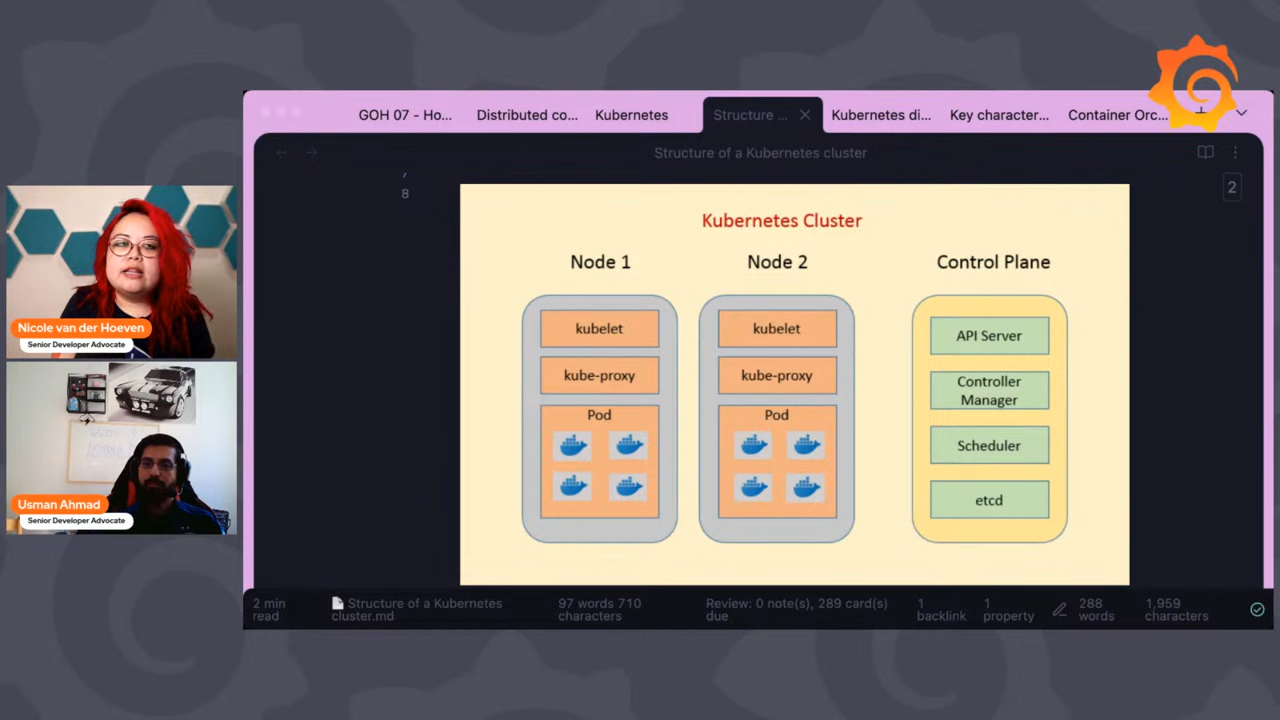 GOH 07 - Ho...
Distributed co...
Kubernetes
Structure ...
Kubernetes di...
Key character...
Container Orc...
Structure of a Kubernetes cluster
8
2
Kubernetes Cluster
Node 1
Node 2
Control Plane
kubelet
kube-proxy
Pod
kubelet
kube-proxy
Pod
API Server
Controller
Manager
Scheduler
etcd
Nicole van der Hoeven
Senior Developer Advocate
Usman Ahmad
Senior Developer Advocate
2 min
read
Structure of a Kubernetes
cluster.md
97 words 710
characters
Review: 0 note(s), 289 card(s)
due
1
backlink
1
property
288
words
1,959
characters